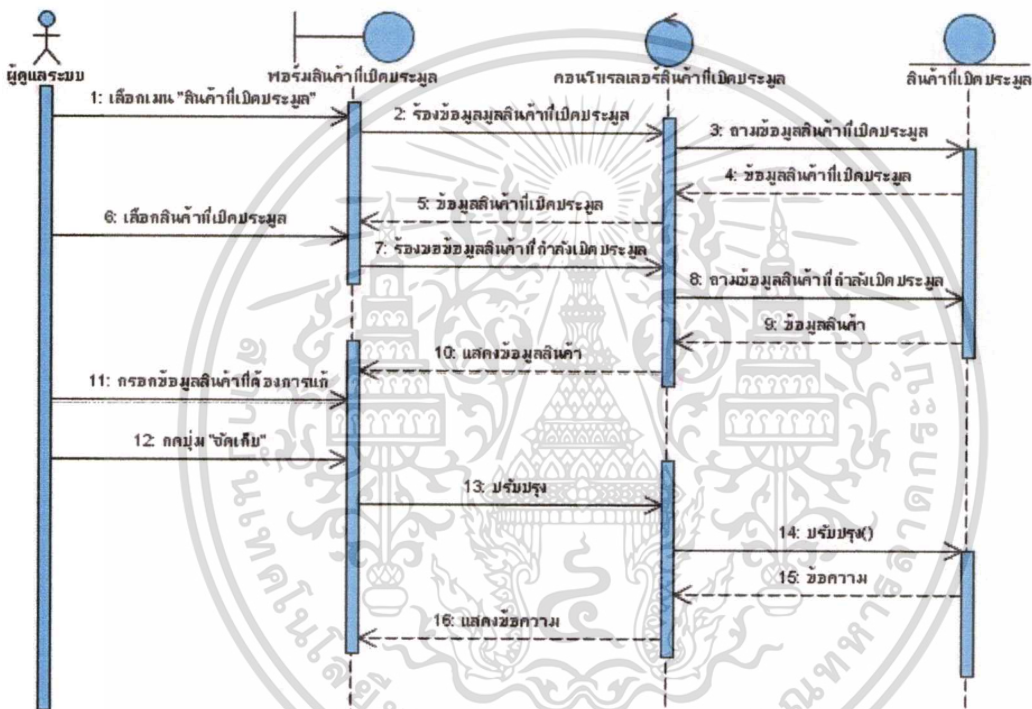 ผู้ดูแลระบบ
ฟอร์มสินค้าที่เปิดประมูล
คอนโทรลเลอร์สินค้าที่เปิดประมูล
สินค้าที่เปิดประมูล
1: เลือกเมนู "สินค้าที่เปิดประมูล"
2: ร้องข้อมูลมูลสินค้าที่เปิดประมูล
3: ถามข้อมูลสินค้าที่เปิดประมูล
4: ข้อมูลสินค้าที่เปิดประมูล
5: ข้อมูลสินค้าที่เปิดประมูล
6: เลือกสินค้าที่เปิดประมูล
7: ร้องขอข้อมูลสินค้าที่กำลังเปิดประมูล
8: ถามข้อมูลสินค้าที่กำลังเปิดประมูล
9: ข้อมูลสินค้า
10: แสดงข้อมูลสินค้า
11: กรอกข้อมูลสินค้าที่ต้องการแก้
12: กดปุ่ม "จัดเก็บ"
13: ปรับปรุง
14: ปรับปรุง()
15: ข้อความ
16: แสดงข้อความ